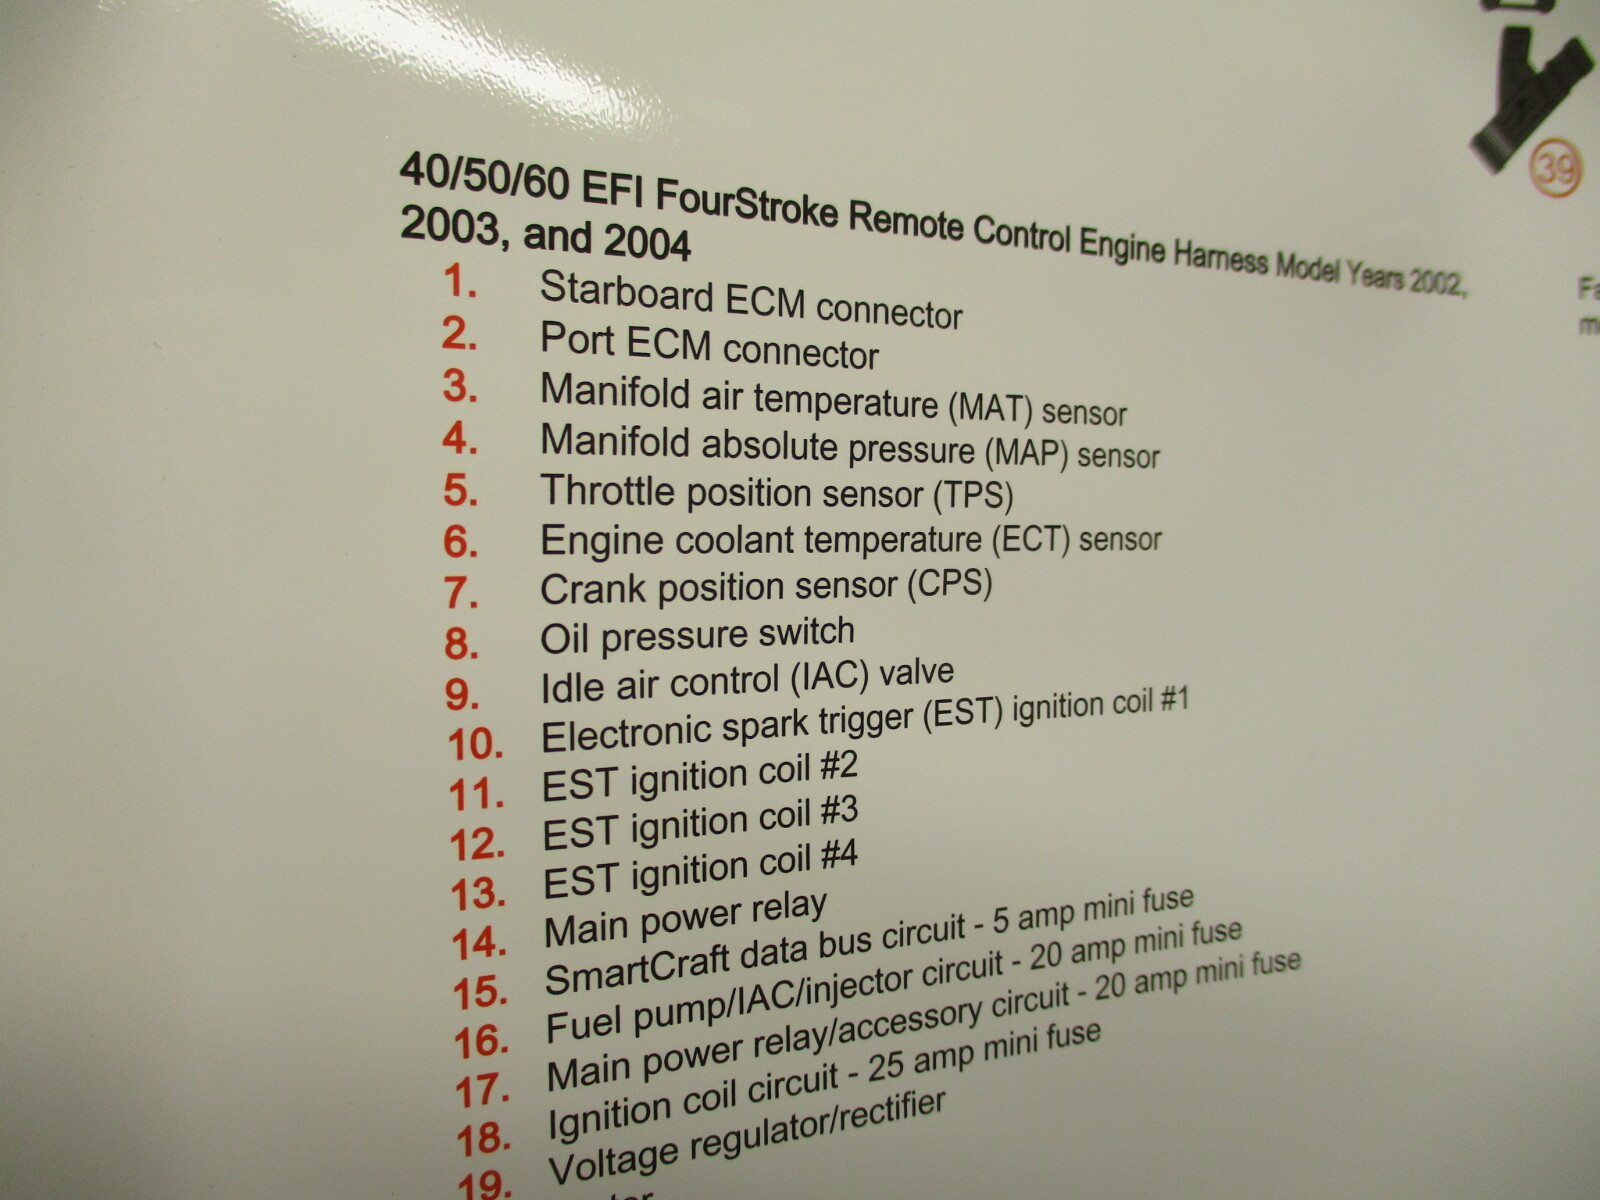 39
40/50/60 EFI FourStroke Remote Control Engine Harness Model Years 2002,
2003, and 2004
1. Starboard ECM connector
2. Port ECM connector
3. Manifold air temperature (MAT) sensor
4. Manifold absolute pressure (MAP) sensor
5. Throttle position sensor (TPS)
6. Engine coolant temperature (ECT) sensor
7. Crank position sensor (CPS)
8. Oil pressure switch
9. Idle air control (IAC) valve
10. Electronic spark trigger (EST) ignition coil #1
11. EST ignition coil #2
12. EST ignition coil #3
13. EST ignition coil #4
14. Main power relay
15. SmartCraft data bus circuit - 5 amp mini fuse
16. Fuel pump/IAC/injector circuit - 20 amp mini fuse
17. Main power relay/accessory circuit - 20 amp mini fuse
18. Ignition coil circuit - 25 amp mini fuse
19. Voltage regulator/rectifier